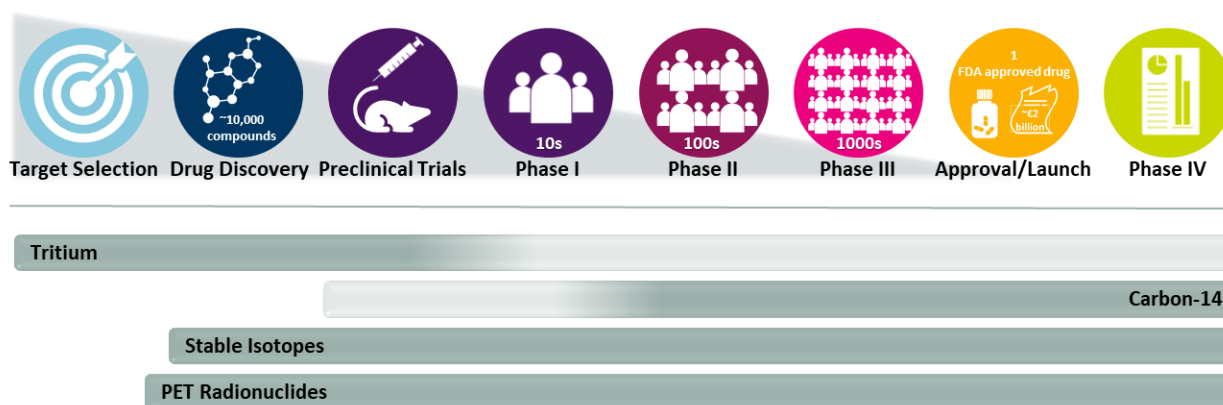 ~10,000
compounds
10s
100s
1000s
1
FDA approved drug
~€2
billion
Target Selection
Drug Discovery
Preclinical Trials
Phase I
Phase II
Phase III
Approval/Launch
Phase IV
Tritium
Carbon-14
Stable Isotopes
PET Radionuclides